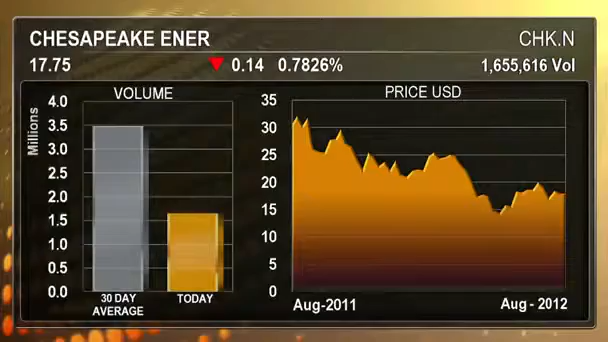 CHESAPEAKE ENER CHK.N
17.75 ▼ 0.14 0.7826% 1,655,616 Vol
VOLUME
Millions
4.0
3.5
3.0
2.5
2.0
1.5
1.0
0.5
0.0
30 DAY AVERAGE
TODAY
PRICE USD
35
30
25
20
15
10
5
0
Aug-2011
Aug - 2012